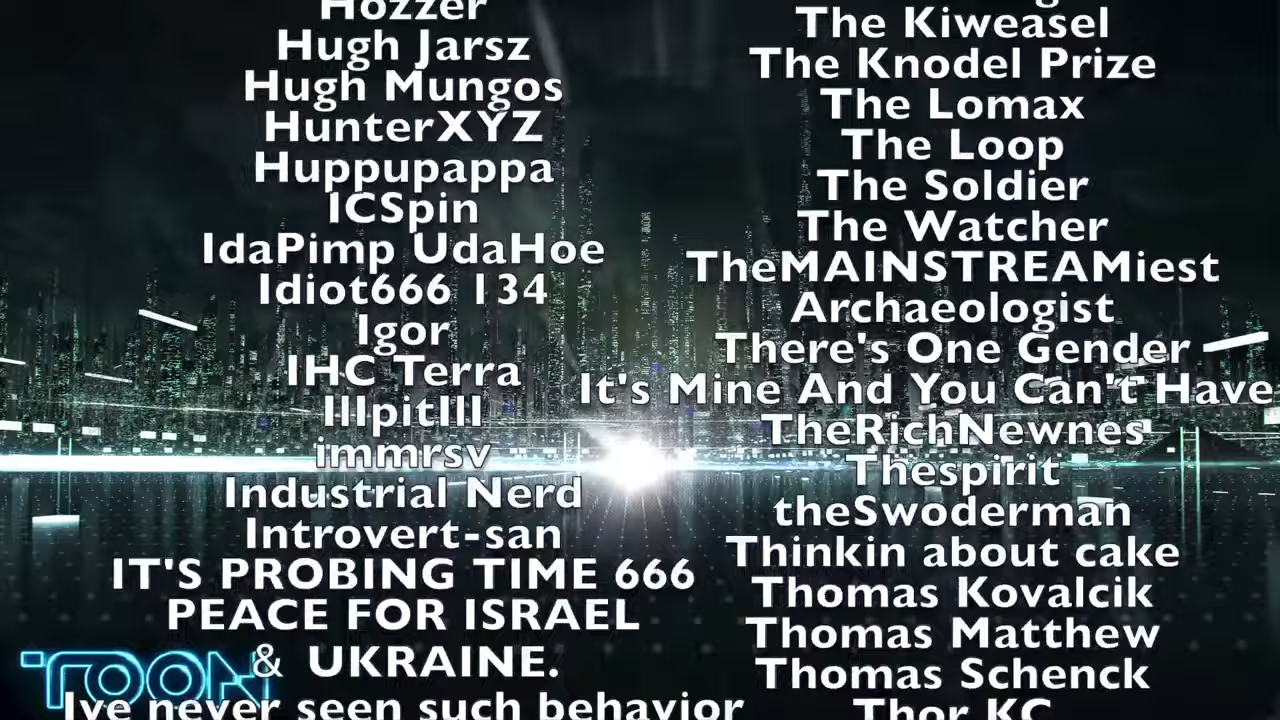 Hozzer
Hugh Jarsz
Hugh Mungos
HunterXYZ
Huppupappa
ICSpin
IdaPimp UdaHoe
Idiot666 134
Igor
IHC Terra
IIIpitIII
immrsv
Industrial Nerd
Introvert-san
IT'S PROBING TIME 666
PEACE FOR ISRAEL
& UKRAINE.
Ive never seen such behavior
The Kiweasel
The Knodel Prize
The Lomax
The Loop
The Soldier
The Watcher
TheMAINSTREAMiest
Archaeologist
There's One Gender
It's Mine And You Can't Have
TheRichNewnes
Thespirit
theSwoderman
Thinkin about cake
Thomas Kovalcik
Thomas Matthew
Thomas Schenck
Thor KC
TOON